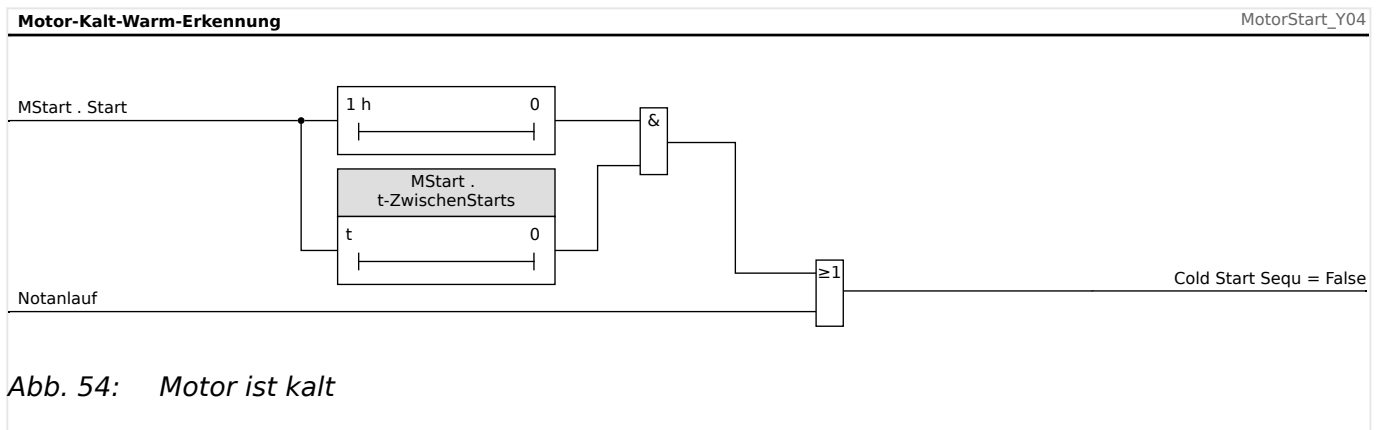 Motor-Kalt-Warm-Erkennung
MotorStart_Y04
MStart . Start
1 h 0
&
MStart .
t-ZwischenStarts
t 0
≥1
Cold Start Sequ = False
Notanlauf
Abb. 54: Motor ist kalt